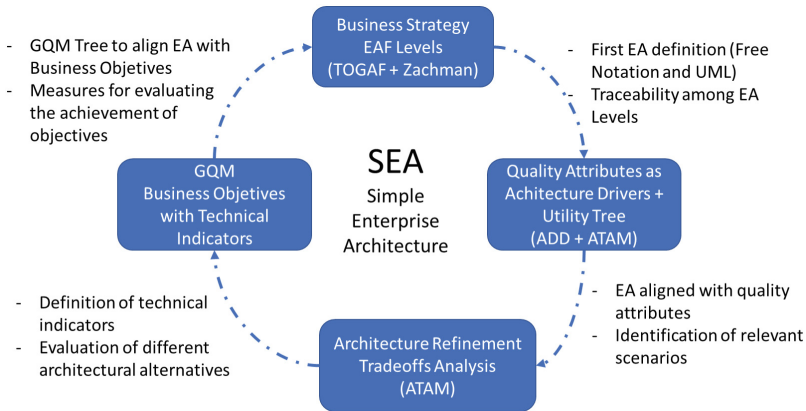 Business Strategy
EAF Levels
(TOGAF + Zachman)
- First EA definition (Free
Notation and UML)
- Traceability among EA
Levels
Quality Attributes as
Achitecture Drivers +
Utility Tree
(ADD + ATAM)
- EA aligned with quality
attributes
- Identification of relevant
scenarios
Architecture Refinement
Tradeoffs Analysis
(ATAM)
- Definition of technical
indicators
- Evaluation of different
architectural alternatives
GQM
Business Objetives
with Technical
Indicators
- GQM Tree to align EA with
Business Objetives
- Measures for evaluating
the achievement of
objectives
SEA
Simple
Enterprise
Architecture